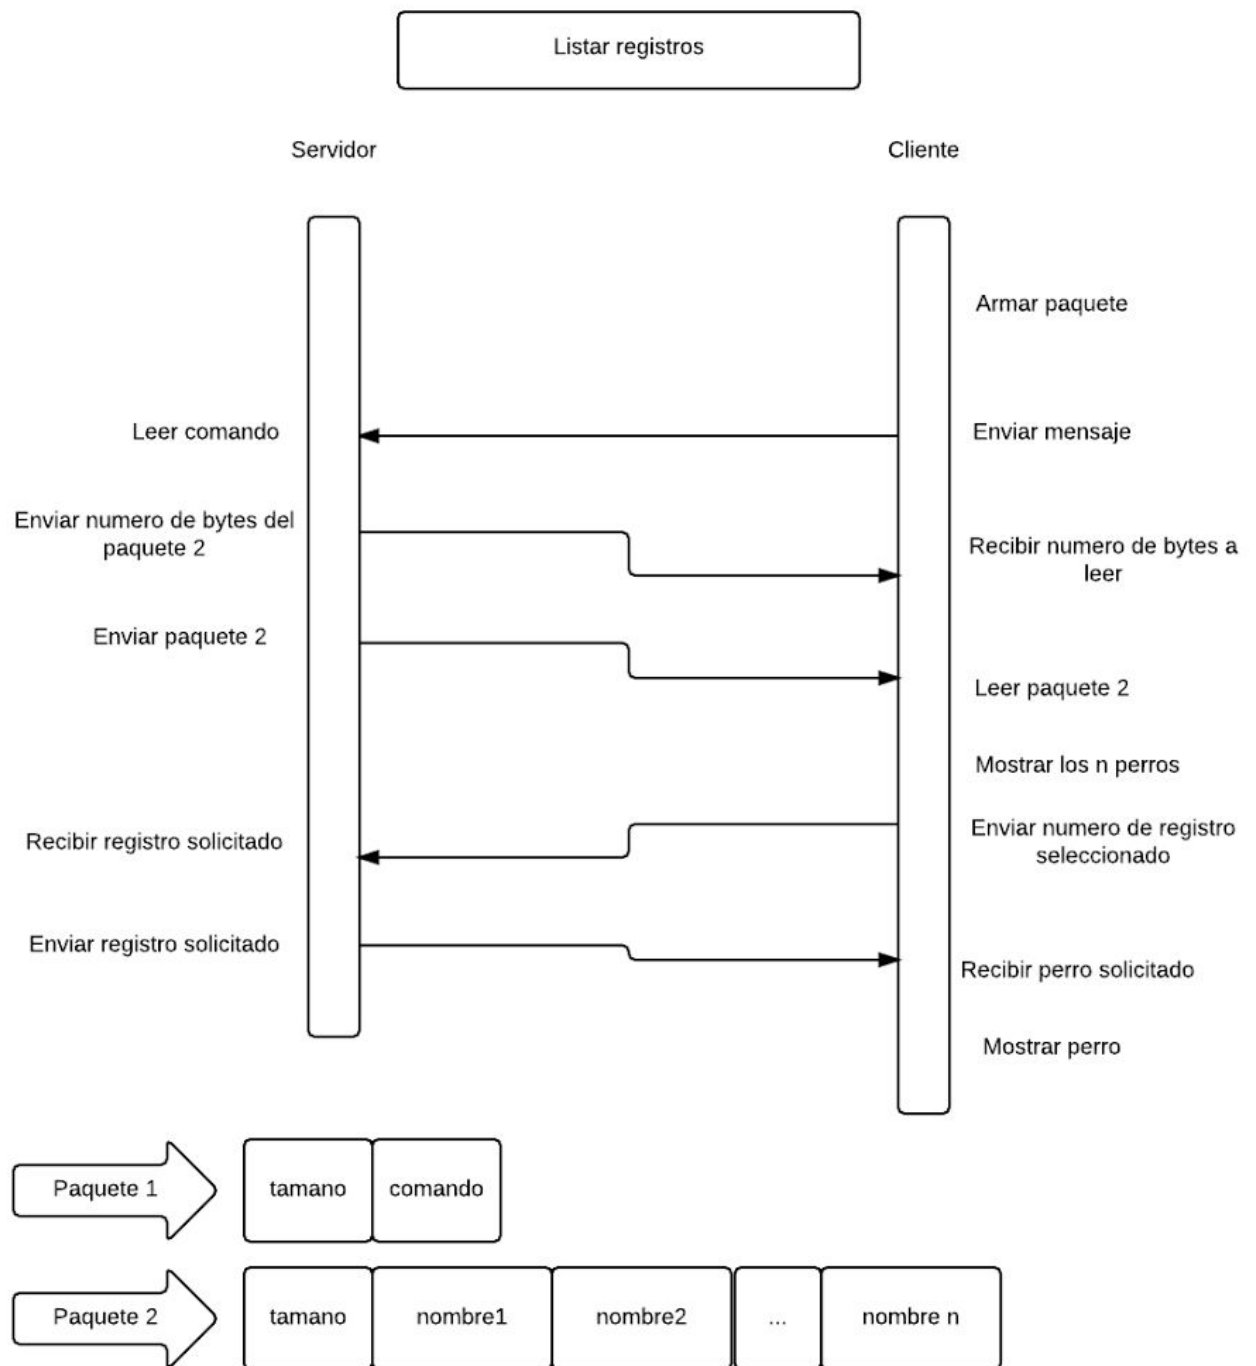 Listar registros
Servidor
Cliente
Armar paquete
Leer comando
Enviar mensaje
Enviar numero de bytes del
paquete 2
Recibir numero de bytes a
leer
Enviar paquete 2
Leer paquete 2
Mostrar los n perros
Recibir registro solicitado
Enviar numero de registro
seleccionado
Enviar registro solicitado
Recibir perro solicitado
Mostrar perro
Paquete 1
tamano
comando
Paquete 2
tamano
nombre1
nombre2
...
nombre n